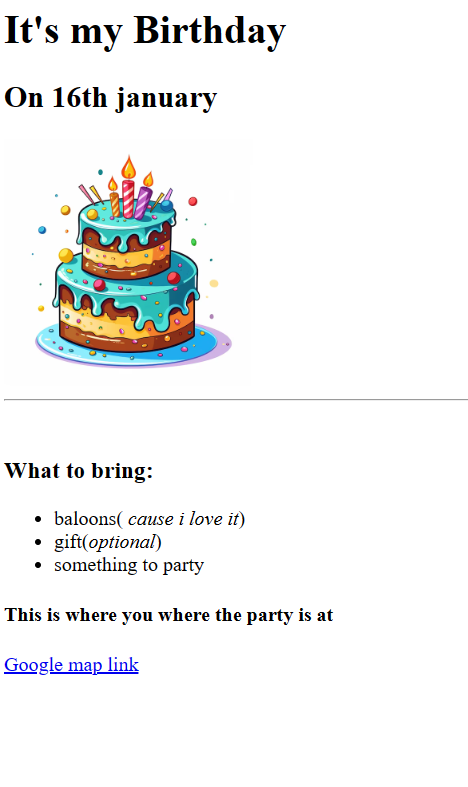 It's my Birthday
On 16th january
What to bring:
baloons( cause i love it)
gift(optional)
something to party
This is where you where the party is at
Google map link